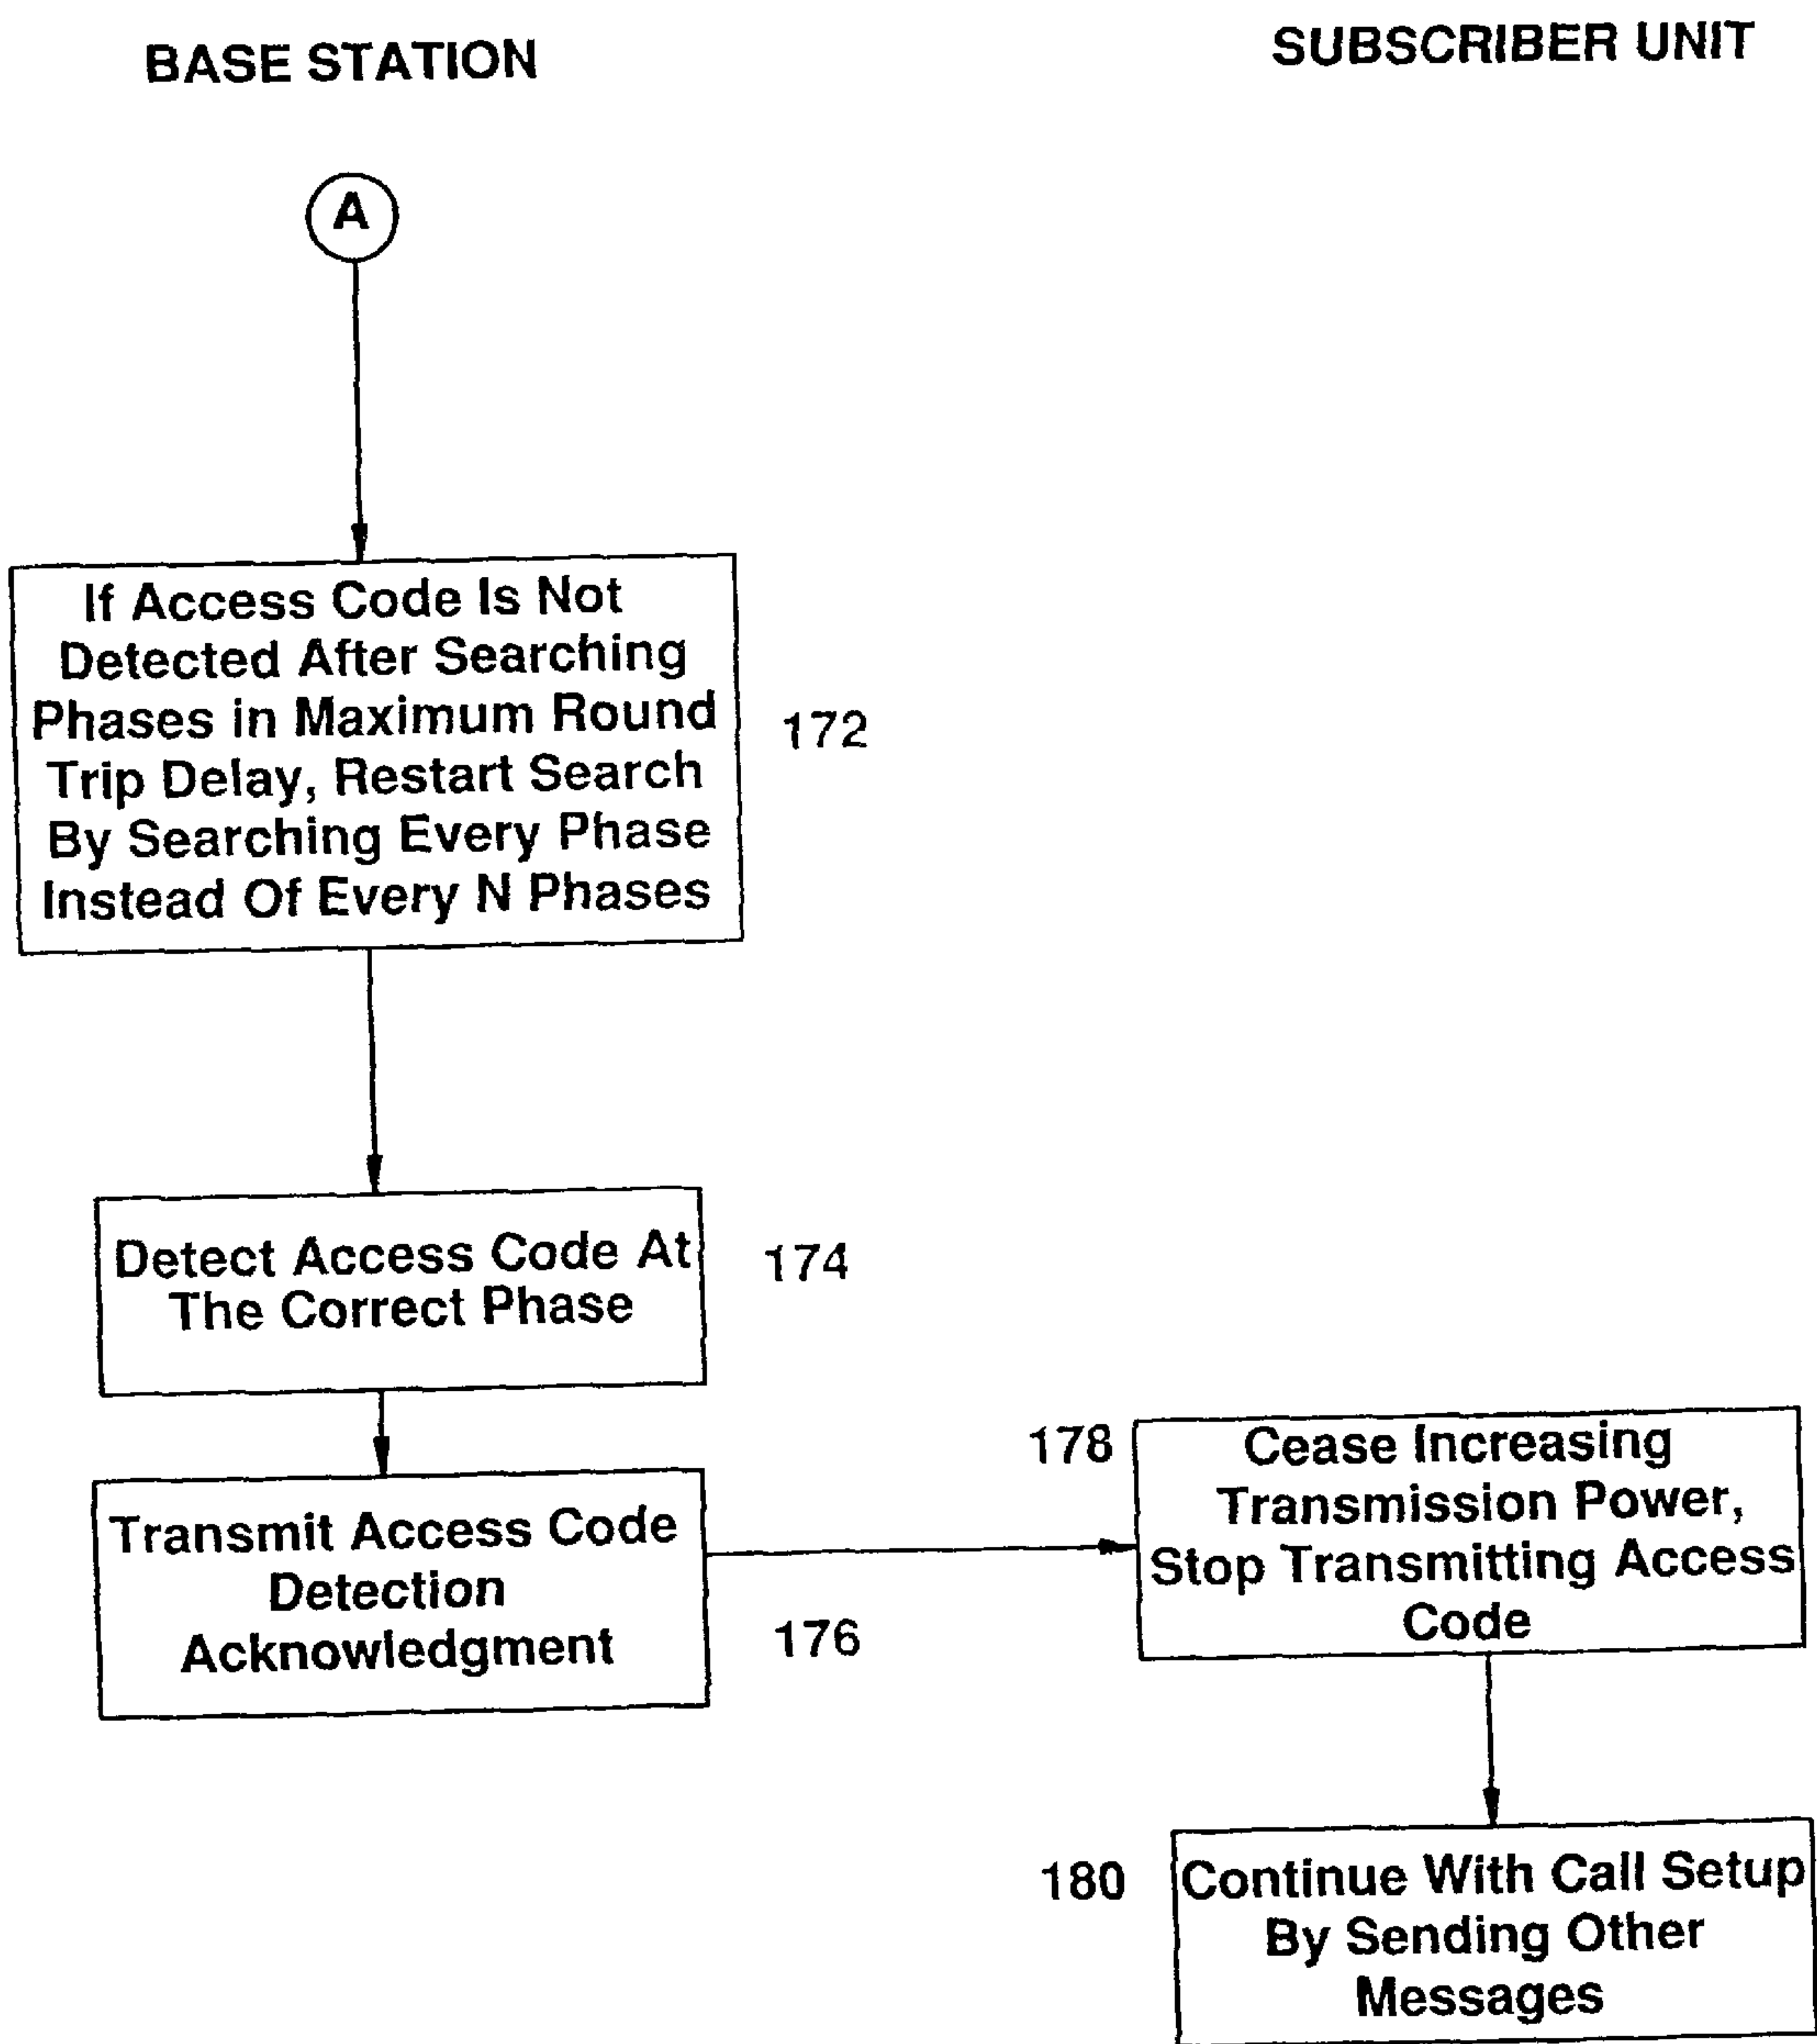 BASE STATION
SUBSCRIBER UNIT
A
If Access Code Is Not
Detected After Searching
Phases in Maximum Round
Trip Delay, Restart Search
By Searching Every Phase
Instead Of Every N Phases
172
Detect Access Code At
The Correct Phase
174
Transmit Access Code
Detection
Acknowledgment
176
178
Cease Increasing
Transmission Power,
Stop Transmitting Access
Code
180
Continue With Call Setup
By Sending Other
Messages